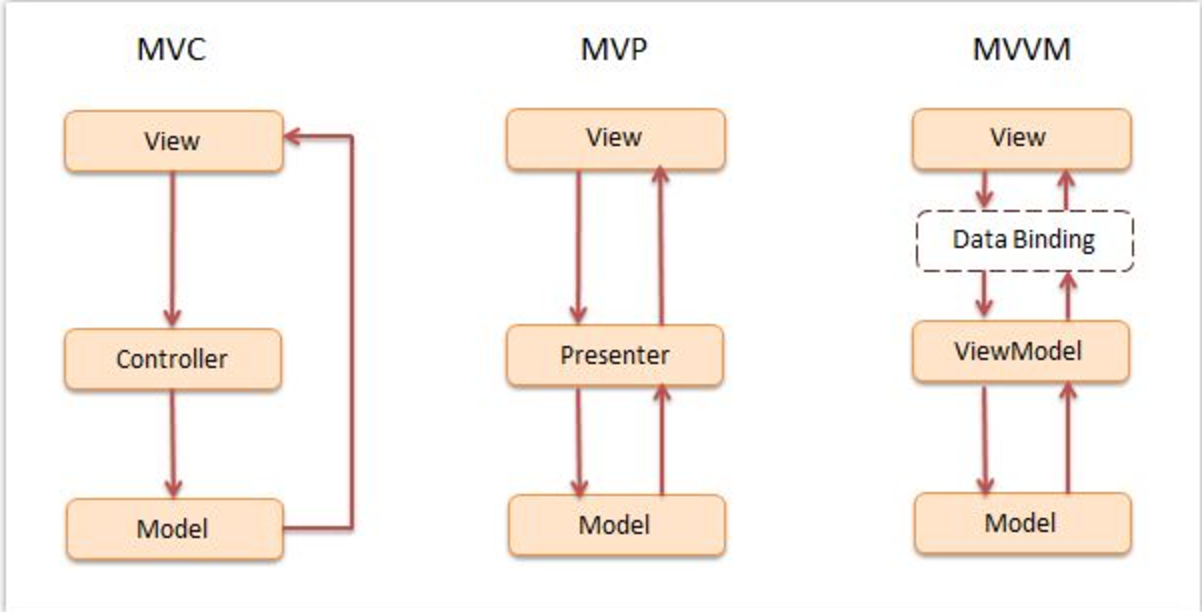 MVC
View
Controller
Model
MVP
View
Presenter
Model
MVVM
View
Data Binding
ViewModel
Model